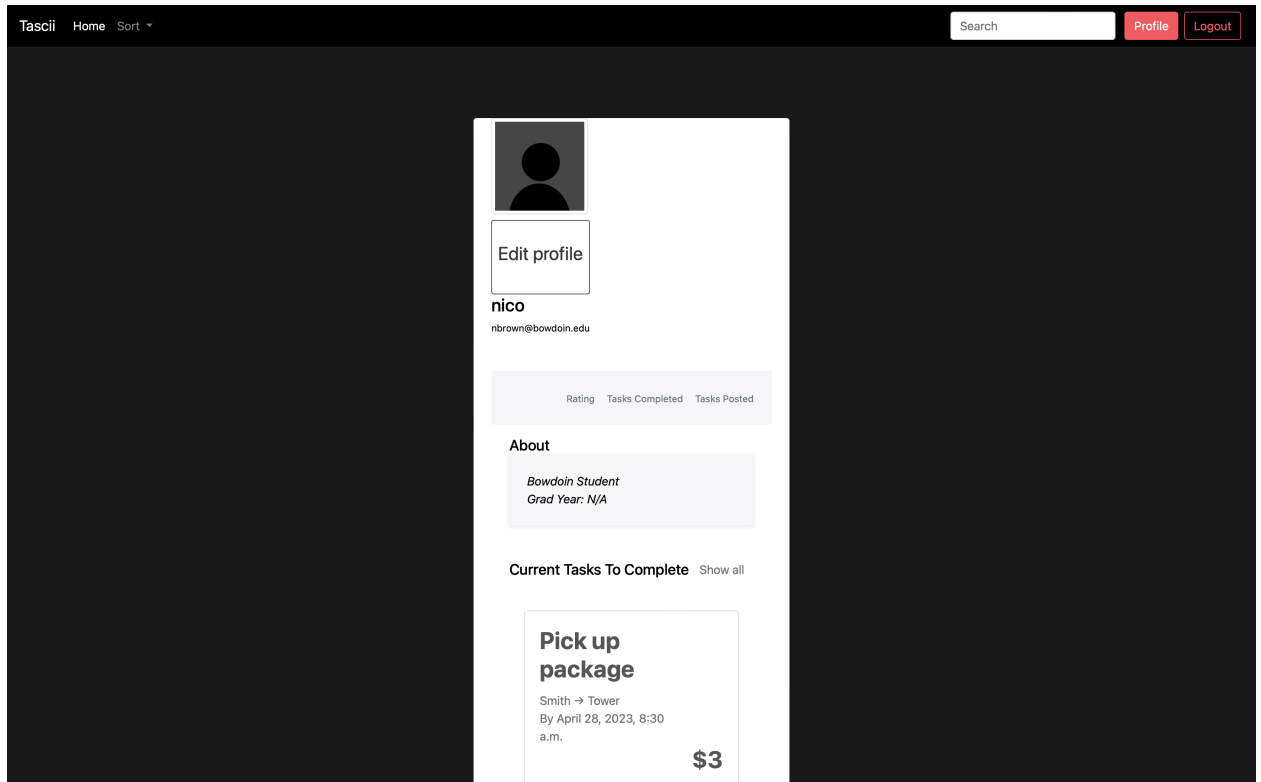 Tascii Home Sort Search Profile Logout
Edit profile
nico
nbrown@bowdoin.edu
Rating Tasks Completed Tasks Posted
About
Bowdoin Student
Grad Year: N/A
Current Tasks To Complete Show all
Pick up
package
Smith → Tower
By April 28, 2023, 8:30
a.m.
$3